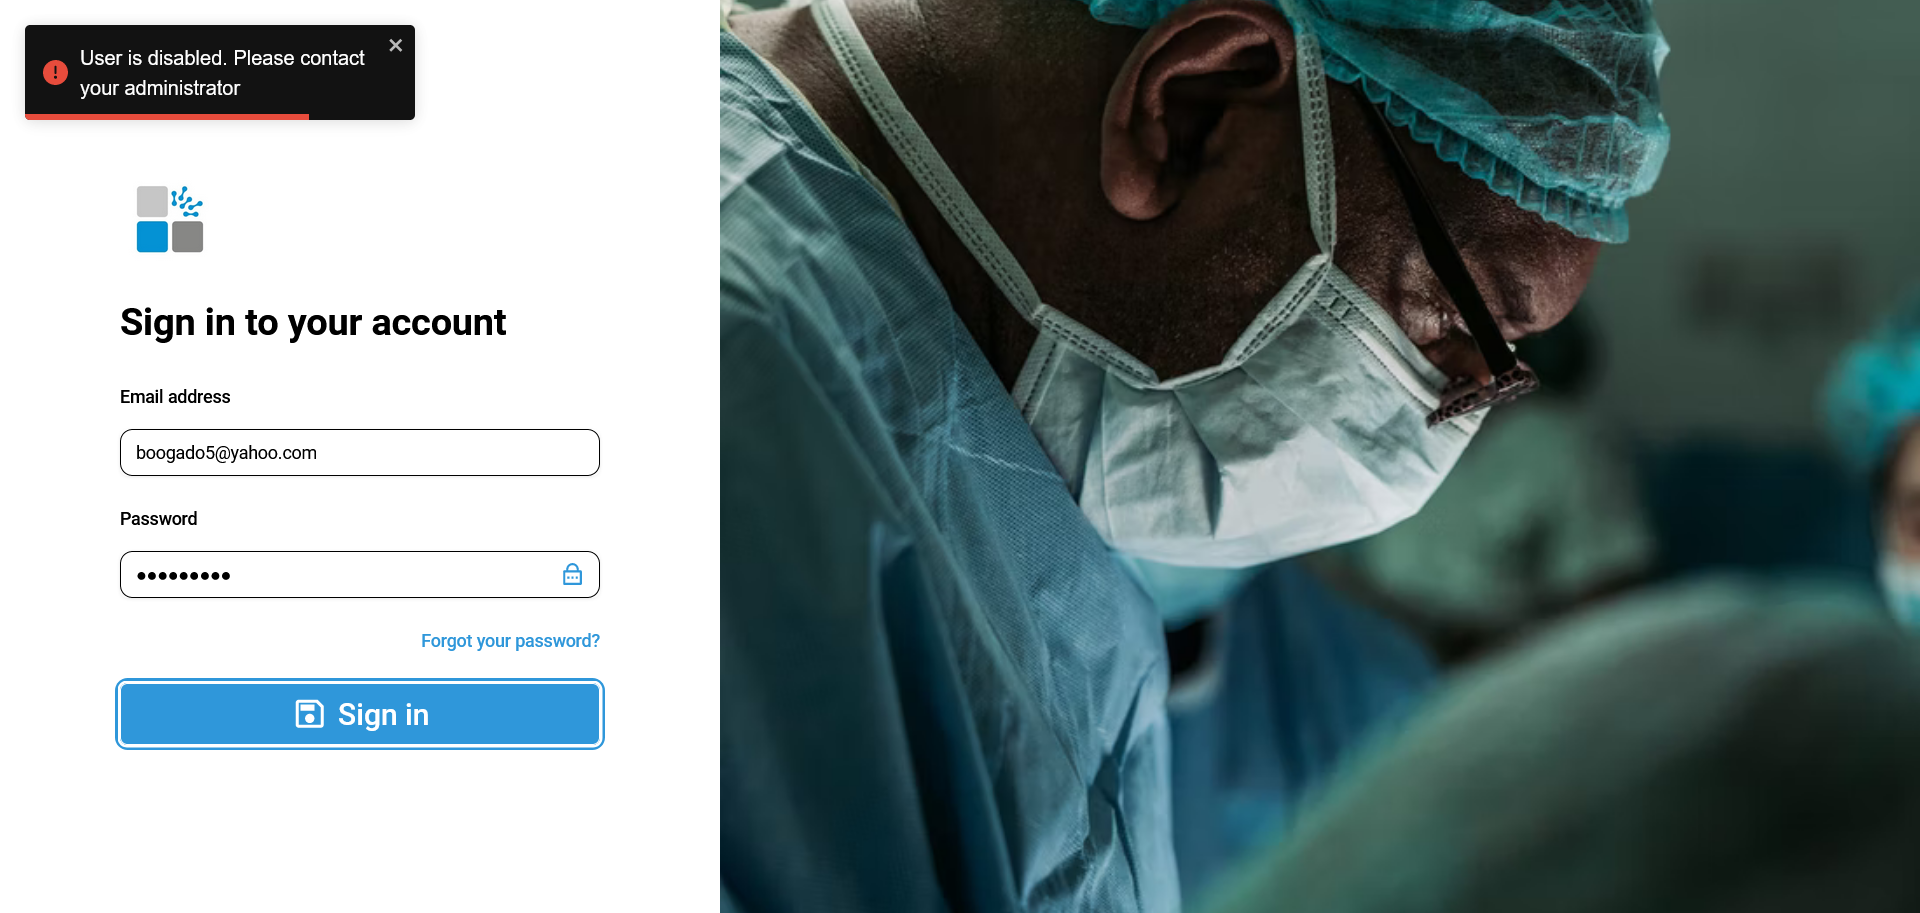 User is disabled. Please contact
your administrator
Sign in to your account
Email address
boogado5@yahoo.com
Password
Forgot your password?
Sign in